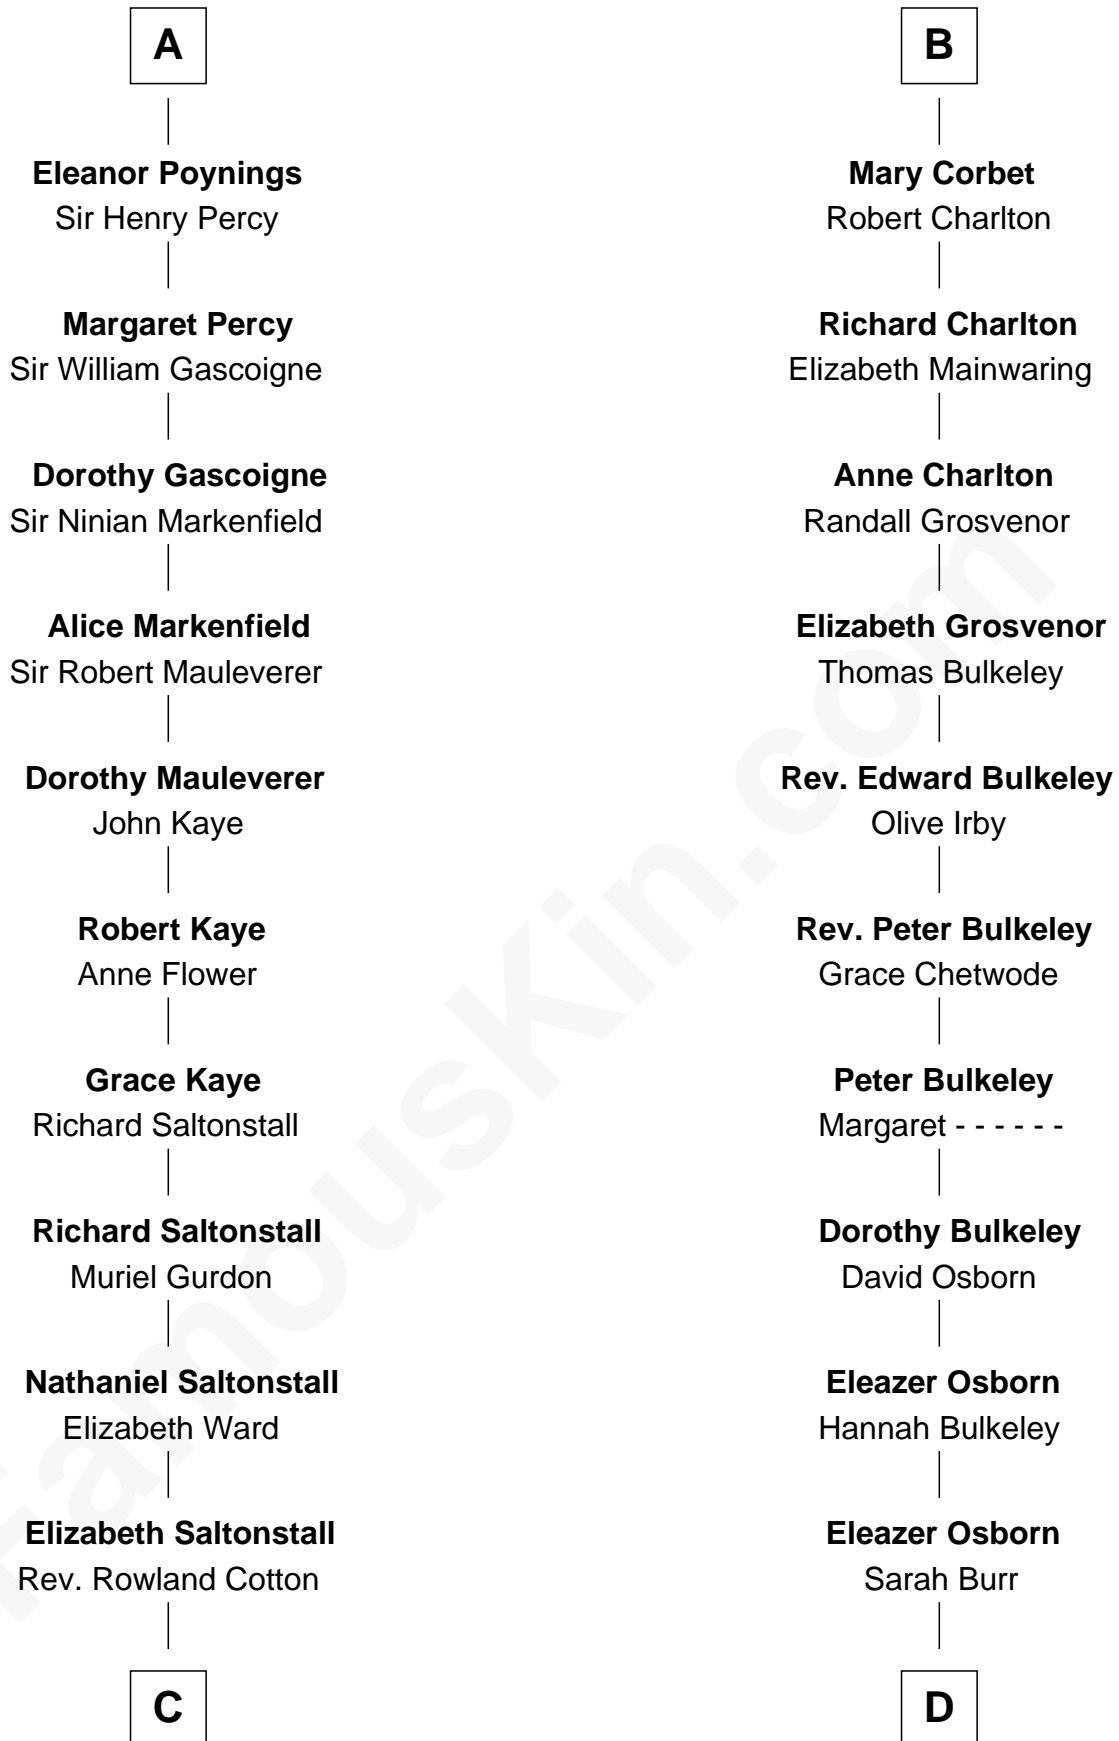 A
Eleanor Poynings
Sir Henry Percy
Margaret Percy
Sir William Gascoigne
Dorothy Gascoigne
Sir Ninian Markenfield
Alice Markenfield
Sir Robert Mauleverer
Dorothy Mauleverer
John Kaye
Robert Kaye
Anne Flower
Grace Kaye
Richard Saltonstall
Richard Saltonstall
Muriel Gurdon
Nathaniel Saltonstall
Elizabeth Ward
Elizabeth Saltonstall
Rev. Rowland Cotton
C
B
Mary Corbet
Robert Charlton
Richard Charlton
Elizabeth Mainwaring
Anne Charlton
Randall Grosvenor
Elizabeth Grosvenor
Thomas Bulkeley
Rev. Edward Bulkeley
Olive Irby
Rev. Peter Bulkeley
Grace Chetwode
Peter Bulkeley
Margaret - - - - - -
Dorothy Bulkeley
David Osborn
Eleazer Osborn
Hannah Bulkeley
Eleazer Osborn
Sarah Burr
D
FamousKin.com